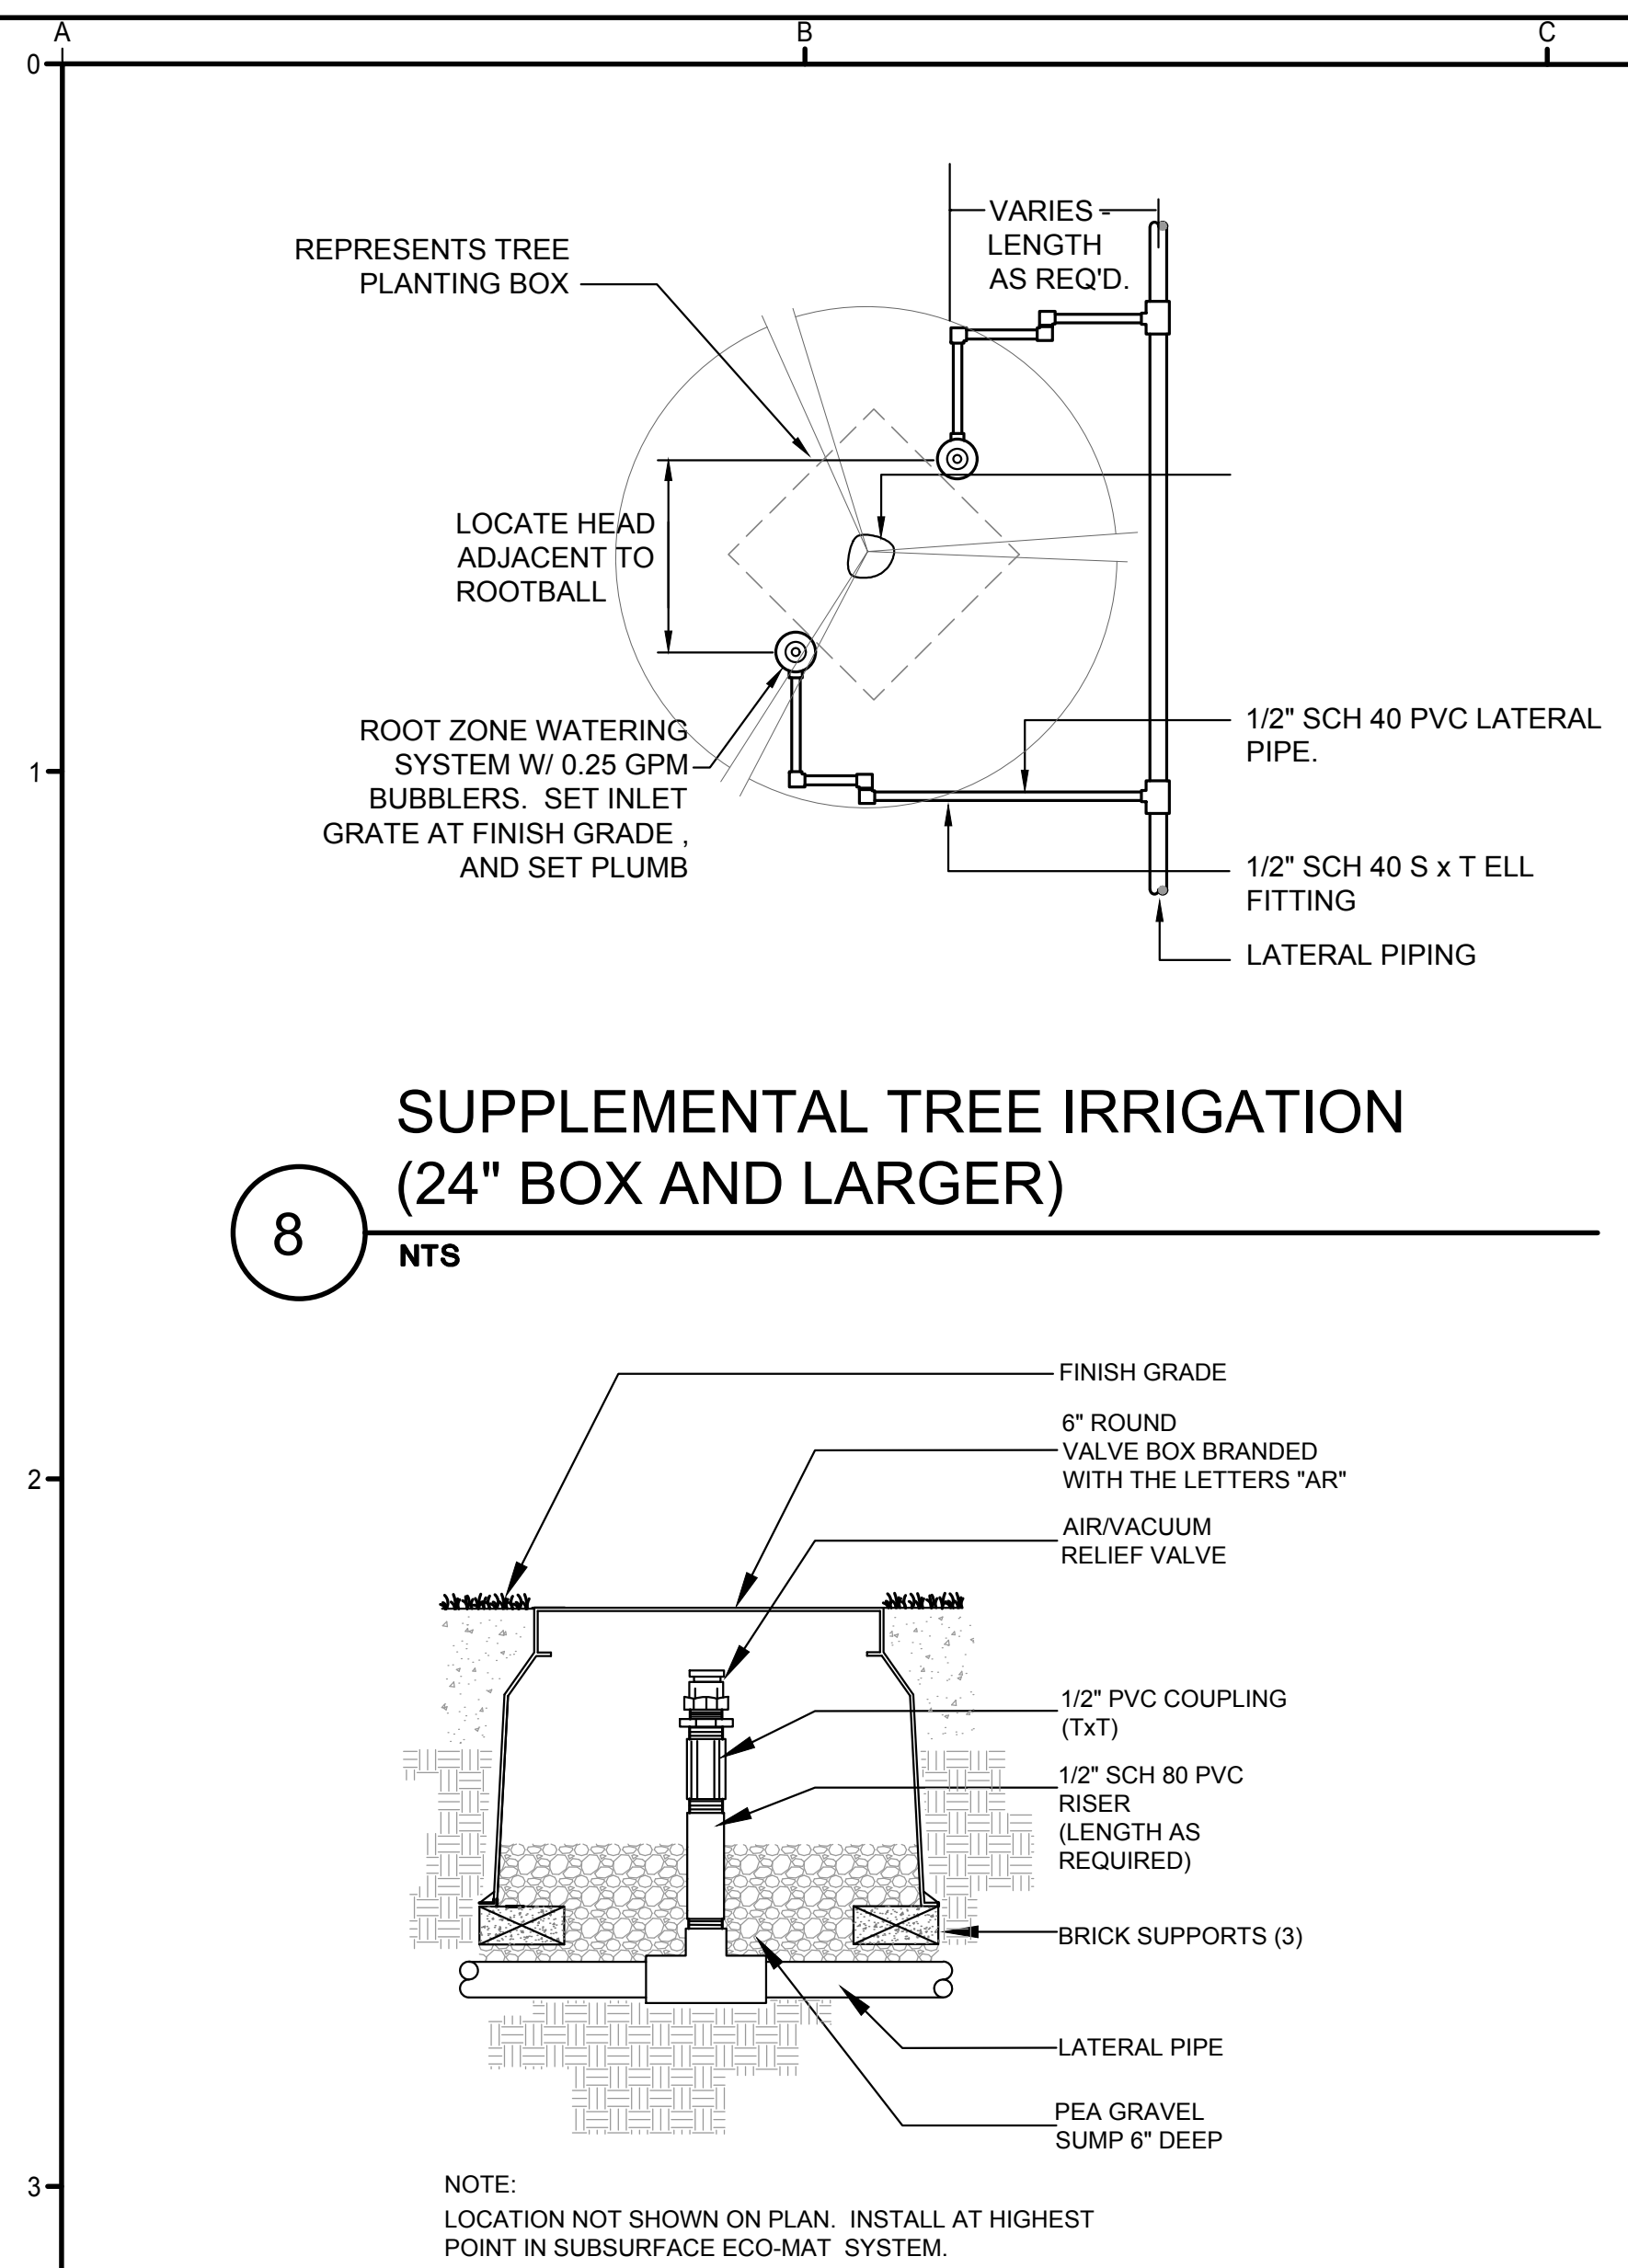 A
B
C
0
VARIES -
LENGTH
AS REQ'D.
REPRESENTS TREE
PLANTING BOX
LOCATE HEAD
ADJACENT TO
ROOTBALL
ROOT ZONE WATERING
SYSTEM W/ 0.25 GPM
BUBBLERS.  SET INLET
GRATE AT FINISH GRADE ,
AND SET PLUMB
1/2" SCH 40 PVC LATERAL
PIPE.
1
1/2" SCH 40 S x T ELL
FITTING
LATERAL PIPING
SUPPLEMENTAL TREE IRRIGATION
(24" BOX AND LARGER)
8
NTS
FINISH GRADE
6" ROUND
VALVE BOX BRANDED
WITH THE LETTERS "AR"
2
AIR/VACUUM
RELIEF VALVE
1/2" PVC COUPLING
(TxT)
1/2" SCH 80 PVC
RISER
(LENGTH AS
REQUIRED)
BRICK SUPPORTS (3)
LATERAL PIPE
PEA GRAVEL
SUMP 6" DEEP
3
NOTE:
LOCATION NOT SHOWN ON PLAN.  INSTALL AT HIGHEST
POINT IN SUBSURFACE ECO-MAT  SYSTEM.